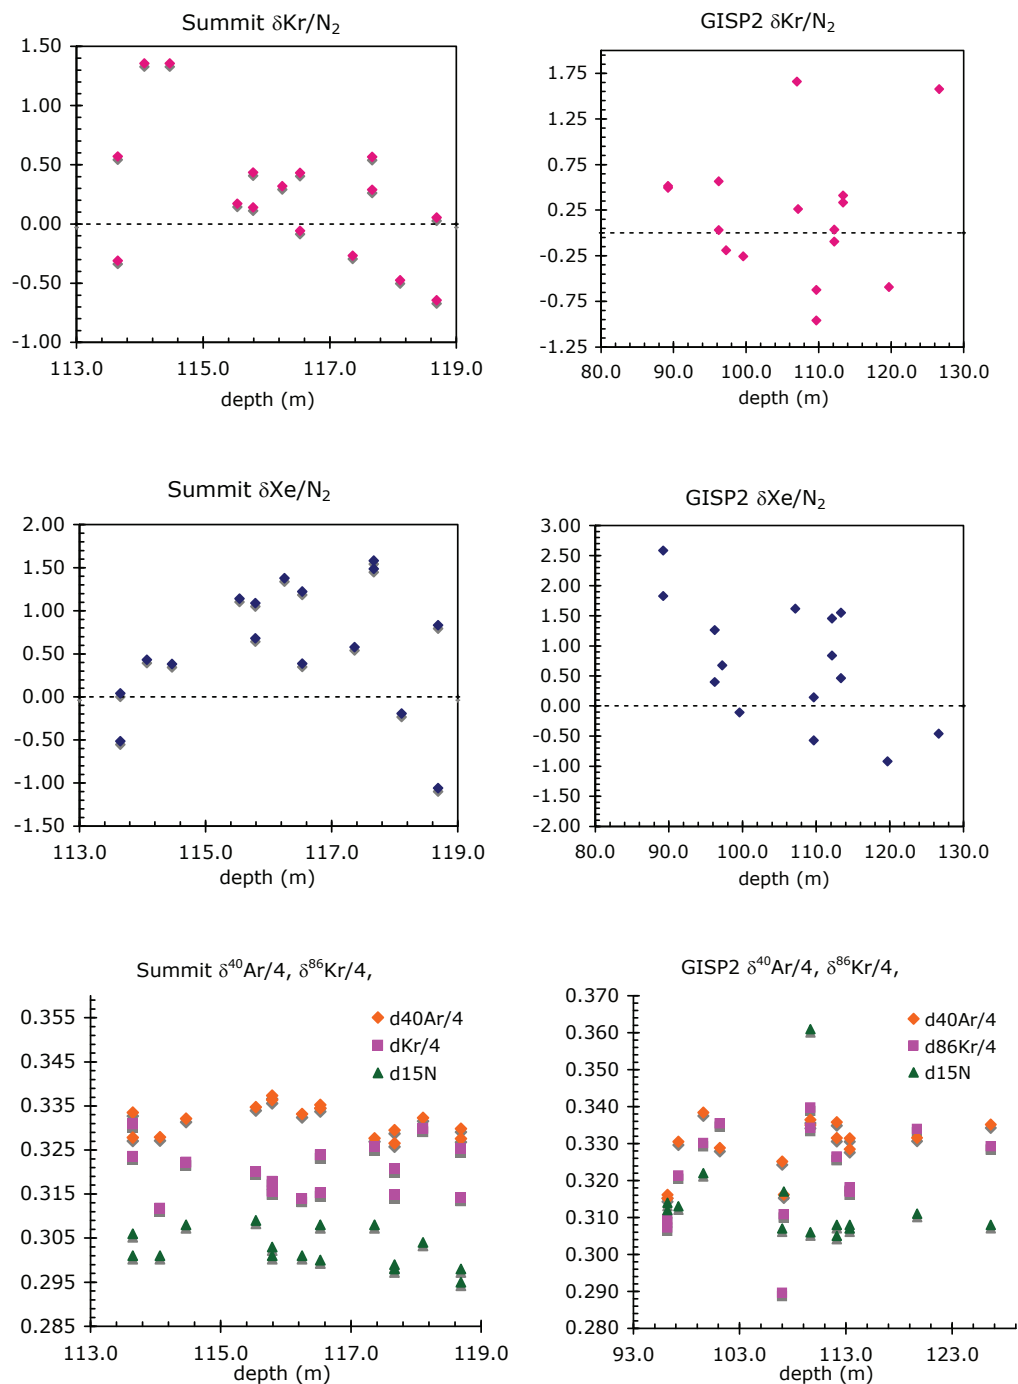 Summit δKr/N₂
1.50
1.00
0.50
0.00
-0.50
-1.00
113.0 115.0 117.0 119.0
depth (m)
GISP2 δKr/N₂
1.75
1.25
0.75
0.25
-0.25
-0.75
-1.25
80.0 90.0 100.0 110.0 120.0 130.0
depth (m)
Summit δXe/N₂
2.00
1.50
1.00
0.50
0.00
-0.50
-1.00
-1.50
113.0 115.0 117.0 119.0
depth (m)
GISP2 δXe/N₂
3.00
2.50
2.00
1.50
1.00
0.50
0.00
-0.50
-1.00
-1.50
-2.00
80.0 90.0 100.0 110.0 120.0 130.0
depth (m)
Summit δ⁴⁰Ar/4, δ⁸⁶Kr/4,
0.355
0.345
0.335
0.325
0.315
0.305
0.295
0.285
d40Ar/4
dKr/4
d15N
113.0 115.0 117.0 119.0
depth (m)
GISP2 δ⁴⁰Ar/4, δ⁸⁶Kr/4,
0.370
0.360
0.350
0.340
0.330
0.320
0.310
0.300
0.290
0.280
d40Ar/4
d86Kr/4
d15N
93.0 103.0 113.0 123.0
depth (m)